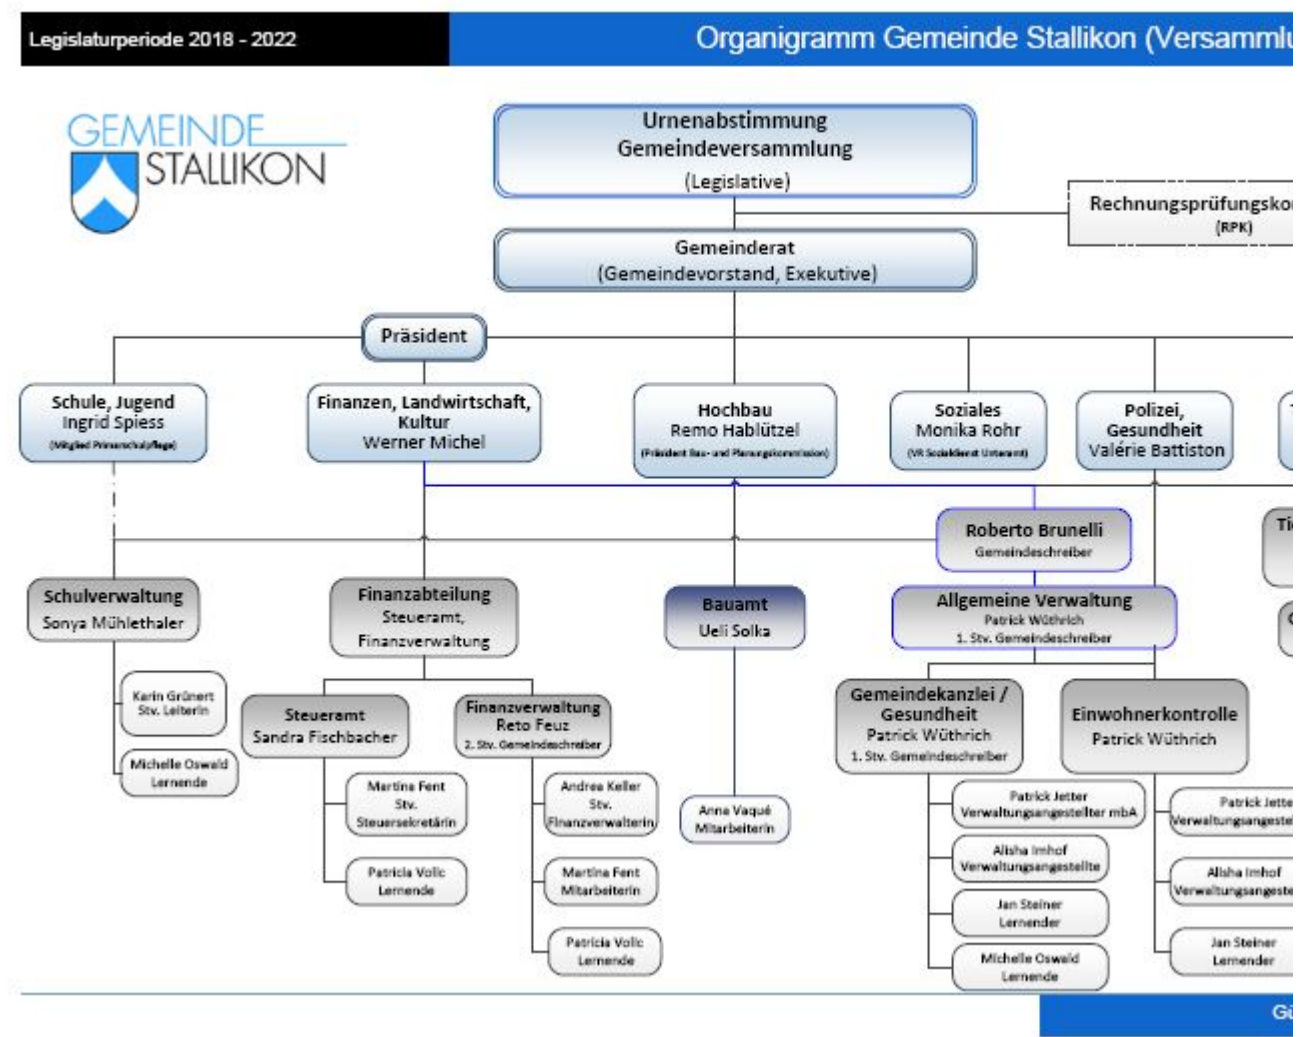 Legislaturperiode 2018 - 2022
Organigramm Gemeinde Stallikon
GEMEINDE
STALLIKON
Urnenabstimmung
Gemeindeversammlung
(Legislative)
(RPK)
Gemeinderat
(Gemeindevorstand, Exekutive)
Präsident
Schule, Jugend
Ingrid Spiess
(Mitglied Primarschulpflege)
Finanzen, Landwirtschaft,
Kultur
Werner Michel
Hochbau
Remo Hablützel
(Präsident Bau- und Planungskommission)
Soziales
Monika Rohr
(VR Sozialdienst Unteramt)
Polizei,
Gesundheit
Valérie Battiston
Roberto Brunelli
Gemeindeschreiber
Schulverwaltung
Sonya Mühlethaler
Finanzabteilung
Steueramt,
Finanzverwaltung
Bauamt
Ueli Solka
Allgemeine Verwaltung
Patrick Wüthrich
1. Stv. Gemeindeschreiber
Karin Grünert
Stv. Leiterin
Michelle Oswald
Lernende
Steueramt
Sandra Fischbacher
Finanzverwaltung
Reto Feuz
2. Stv. Gemeindeschreiber
Gemeindekanzlei /
Gesundheit
Patrick Wüthrich
1. Stv. Gemeindeschreiber
Einwohnerkontrolle
Patrick Wüthrich
Martina Fent
Stv.
Steuersekretärin
Patricia Volic
Lernende
Andrea Keller
Stv.
Finanzverwalterin
Martina Fent
Mitarbeiterin
Patricia Volic
Lernende
Anna Vaqué
Mitarbeiterin
Patrick Jetter
Verwaltungsangestellter mbA
Alisha Imhof
Verwaltungsangestellte
Jan Steiner
Lernender
Michelle Oswald
Lernende
Patrick
Alisha Imhof
Jan Steiner
Lernender